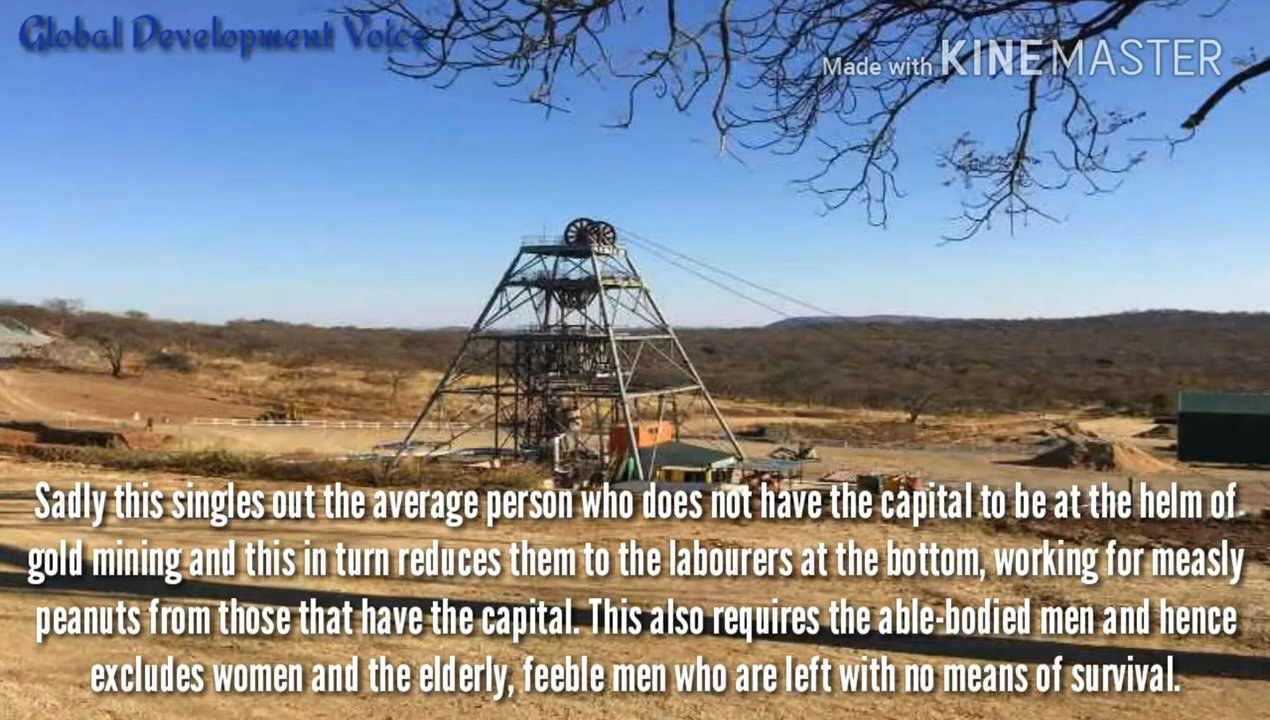 Global Development Voice
Made with KINEMASTER
Sadly this singles out the average person who does not have the capital to be at the helm of
gold mining and this in turn reduces them to the labourers at the bottom, working for measly
peanuts from those that have the capital. This also requires the able-bodied men and hence
excludes women and the elderly, feeble men who are left with no means of survival.